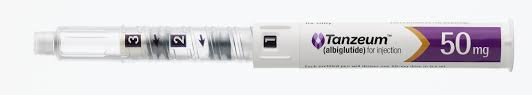 3
2
1
Tanzeum™
(albiglutide) for injection
50 mg